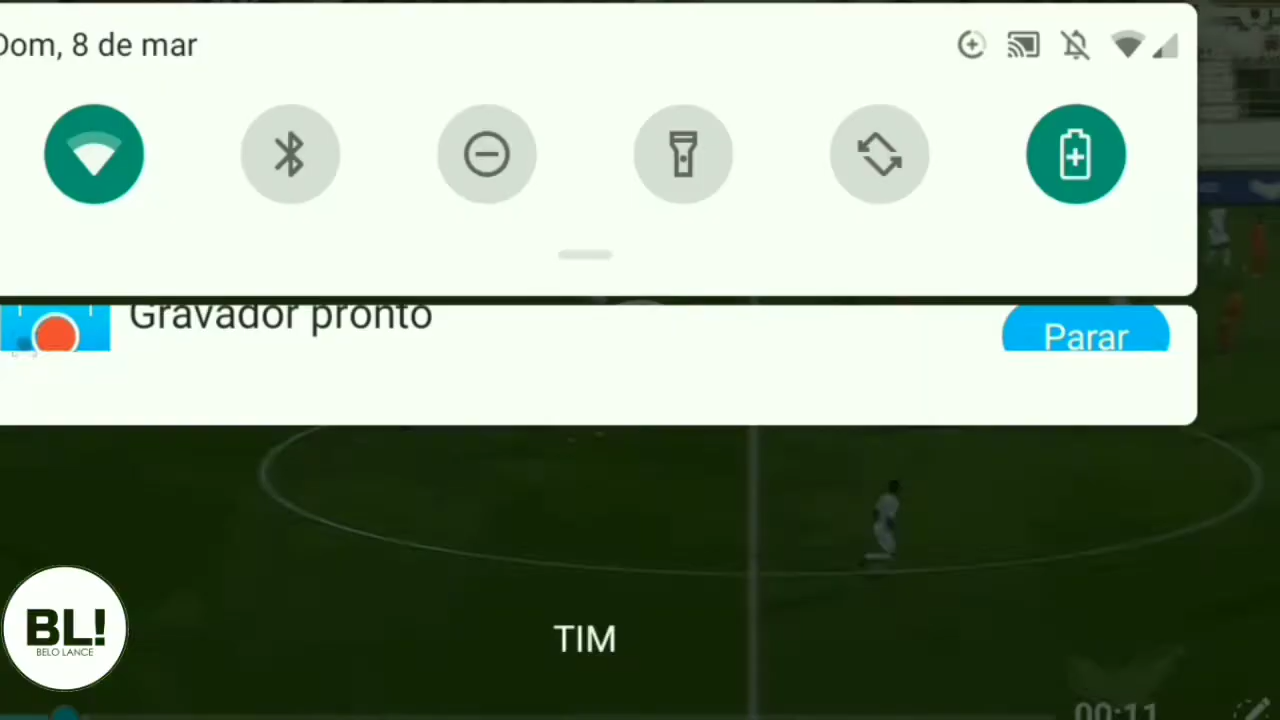 Dom, 8 de mar
Gravador pronto
Parar
BL!
BELO LANCE
TIM
00:11